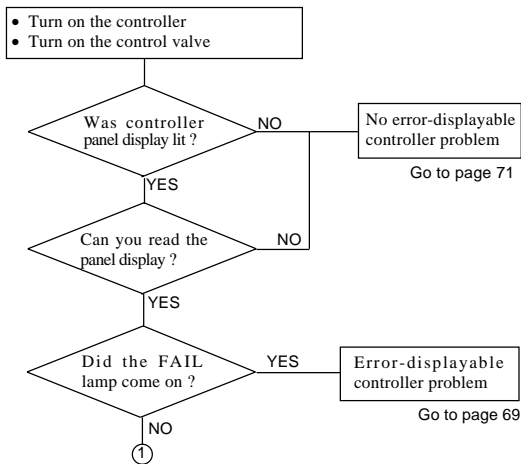 • Turn on the controller
• Turn on the control valve
Was controller
panel display lit ?
NO
No error-displayable
controller problem
Go to page 71
YES
Can you read the
panel display ?
NO
YES
Did the FAIL
lamp come on ?
YES
Error-displayable
controller problem
Go to page 69
NO
1